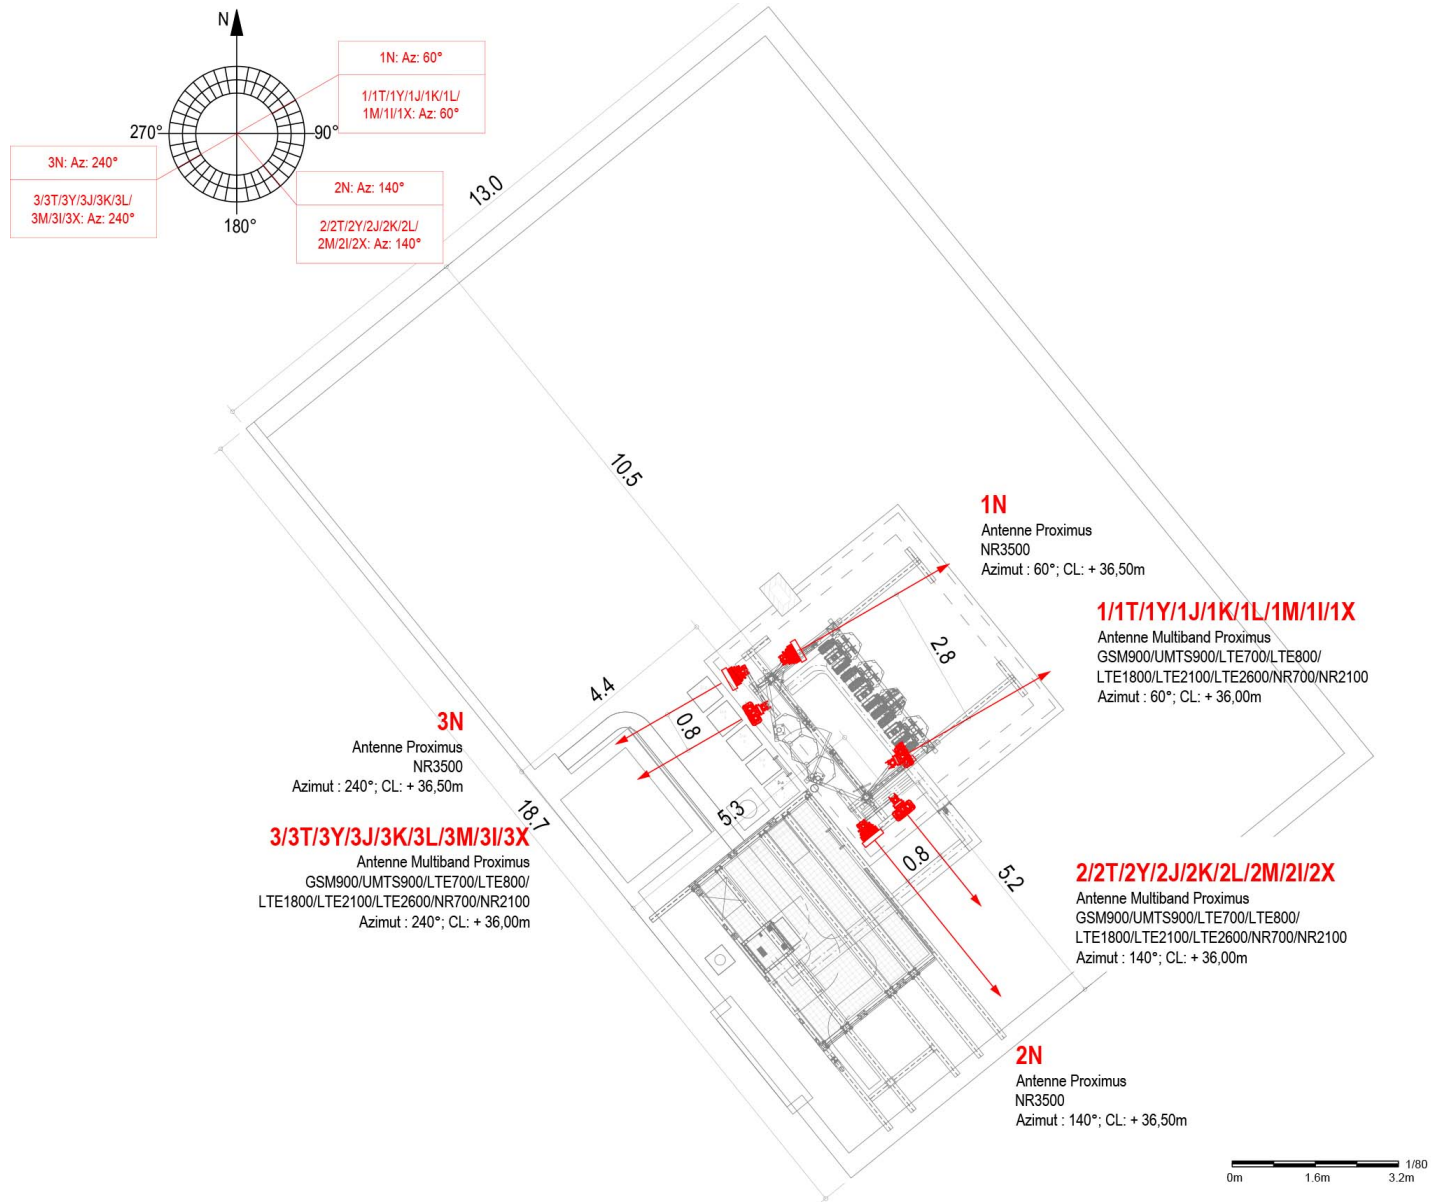 N
1N: Az: 60°
1/1T/1Y/1J/1K/1L/
1M/1I/1X: Az: 60°
270°
90°
3N: Az: 240°
3/3T/3Y/3J/3K/3L/
3M/3I/3X: Az: 240°
2N: Az: 140°
2/2T/2Y/2J/2K/2L/
2M/2I/2X: Az: 140°
180°
13.0
10.5
1N
Antenne Proximus
NR3500
Azimut : 60°; CL: + 36,50m
1/1T/1Y/1J/1K/1L/1M/1I/1X
Antenne Multiband Proximus
GSM900/UMTS900/LTE700/LTE800/
LTE1800/LTE2100/LTE2600/NR700/NR2100
Azimut : 60°; CL: + 36,00m
2.8
4.4
0.8
3N
Antenne Proximus
NR3500
Azimut : 240°; CL: + 36,50m
18.7
5.3
3/3T/3Y/3J/3K/3L/3M/3I/3X
Antenne Multiband Proximus
GSM900/UMTS900/LTE700/LTE800/
LTE1800/LTE2100/LTE2600/NR700/NR2100
Azimut : 240°; CL: + 36,00m
0.8
5.2
2/2T/2Y/2J/2K/2L/2M/2I/2X
Antenne Multiband Proximus
GSM900/UMTS900/LTE700/LTE800/
LTE1800/LTE2100/LTE2600/NR700/NR2100
Azimut : 140°; CL: + 36,00m
2N
Antenne Proximus
NR3500
Azimut : 140°; CL: + 36,50m
1/80
0m
1.6m
3.2m